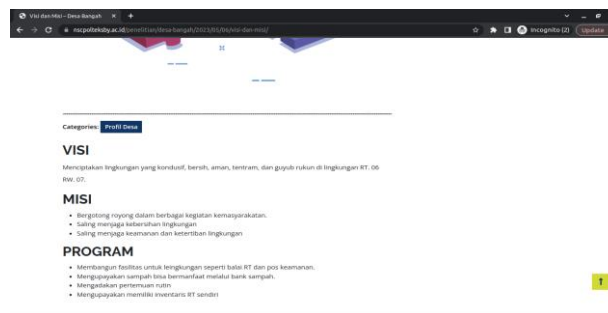 Visi dan Misi – Desa Bangah
nscpolteksby.ac.id/penelitian/desa-bangah/2023/05/06/visi-dan-misi/
Incognito (2)
Update
Categories: Profil Desa
VISI
Menciptakan lingkungan yang kondusif, bersih, aman, tentram, dan guyub rukun di lingkungan RT. 06
RW. 07.
MISI
Bergotong royong dalam berbagai kegiatan kemasyarakatan.
Saling menjaga kebersihan lingkungan
Saling menjaga keamanan dan ketertiban lingkungan
PROGRAM
Membangun fasilitas untuk leingkungan seperti balai RT dan pos keamanan.
Mengupayakan sampah bisa bermanfaat melalui bank sampah.
Mengadakan pertemuan rutin
Mengupayakan memiliki inventaris RT sendiri